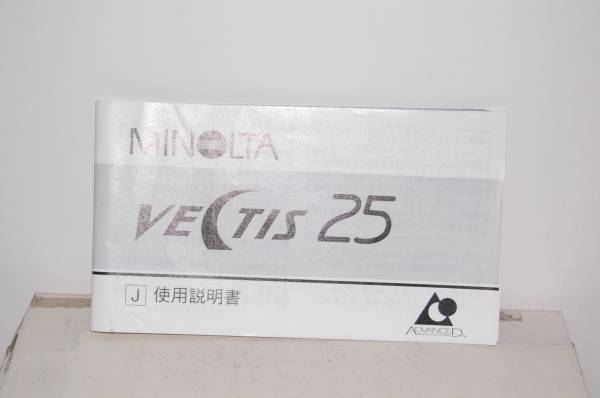 MINOLTA
VECTIS 25
J 使用説明書
ADVANCED